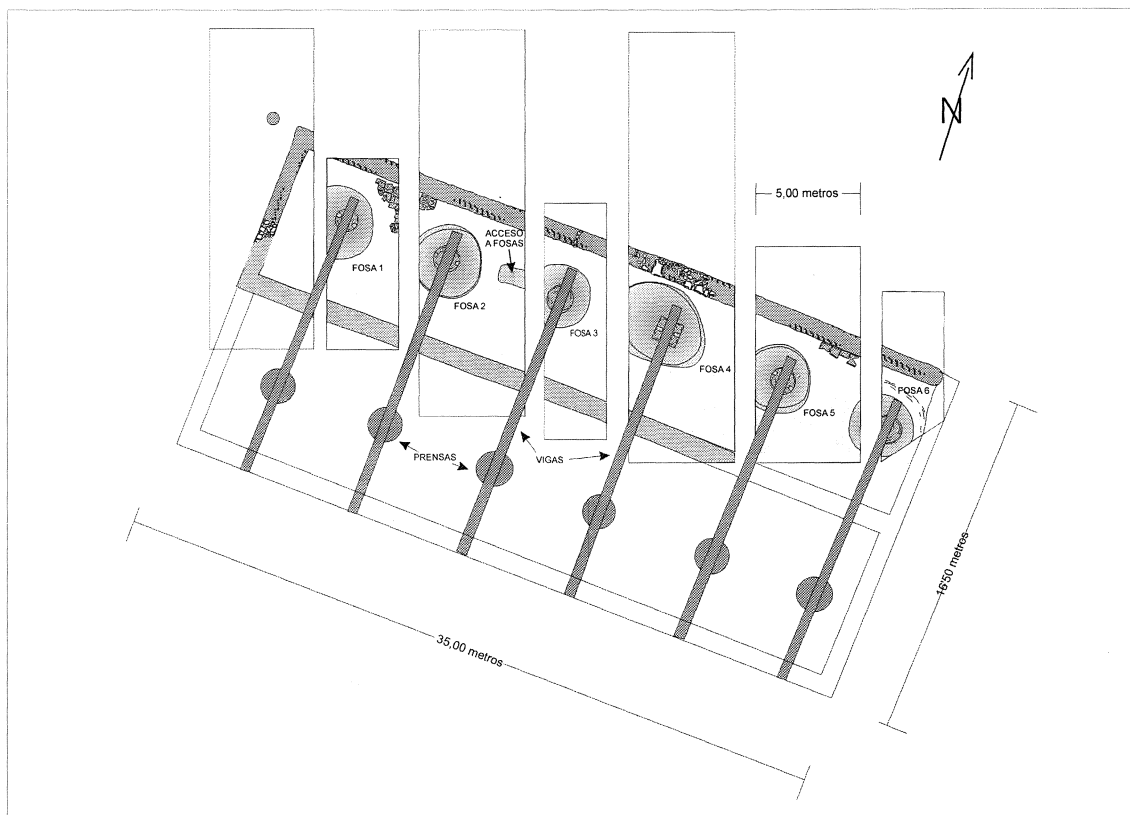 N
5,00 metros
ACCESO
A FOSAS
FOSA 1
FOSA 2
FOSA 3
FOSA 4
FOSA 5
FOSA 6
PRENSAS
VIGAS
16'50 metros
35,00 metros